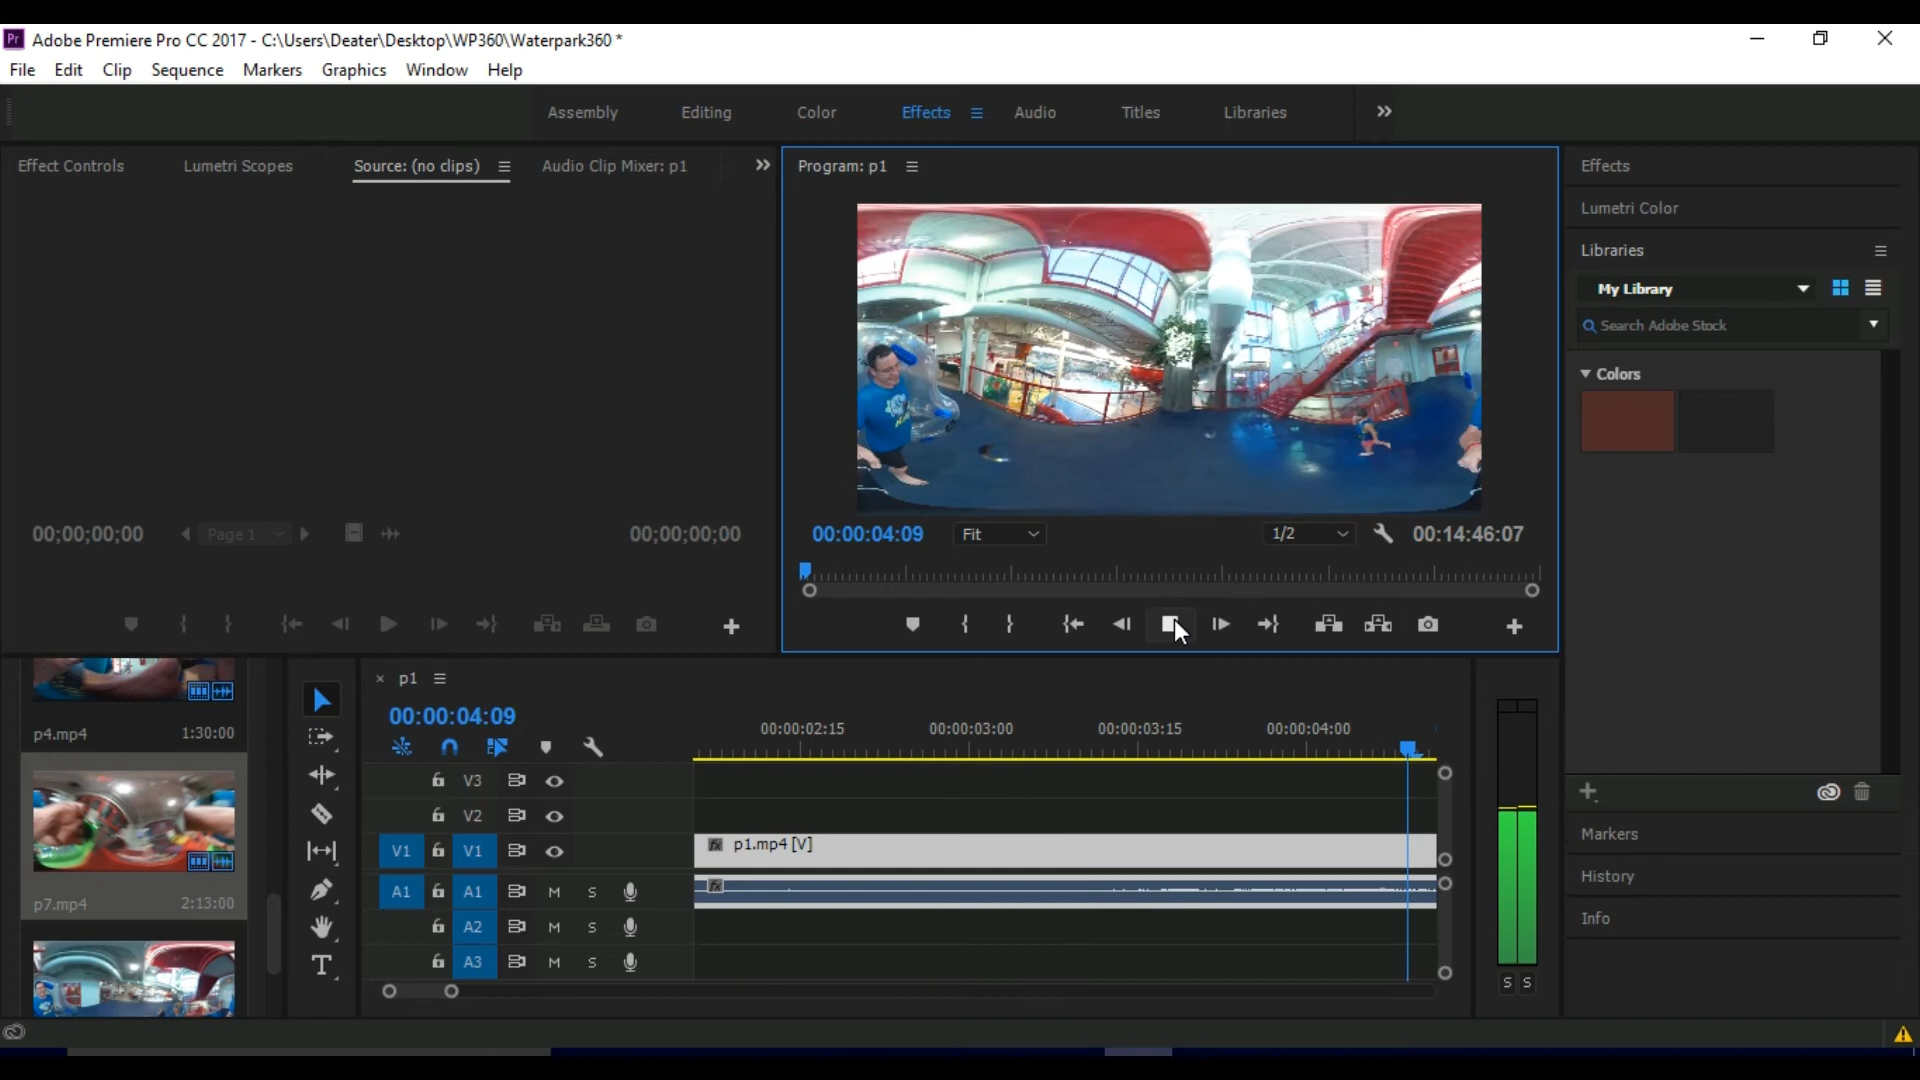 Pr Adobe Premiere Pro CC 2017 - C:\Users\Deater\Desktop\WP360\Waterpark360 *
File Edit Clip Sequence Markers Graphics Window Help
Assembly Editing Color Effects Audio Titles Libraries
Effect Controls Lumetri Scopes Source: (no clips) Audio Clip Mixer: p1
Program: p1
Effects
Lumetri Color
Libraries
My Library
Search Adobe Stock
Colors
00;00;00;00 Page 1 00;00;00;00
00:00:04:09 Fit 1/2 00:14:46:07
p4.mp4 1:30:00
p7.mp4 2:13:00
T
× p1
00:00:04:09
00:00:02:15 00:00:03:00 00:00:03:15 00:00:04:00
V3
V2
V1 V1
fx p1.mp4 [V]
A1 A1 M S
fx
A2 M S
A3 M S
S S
Markers
History
Info